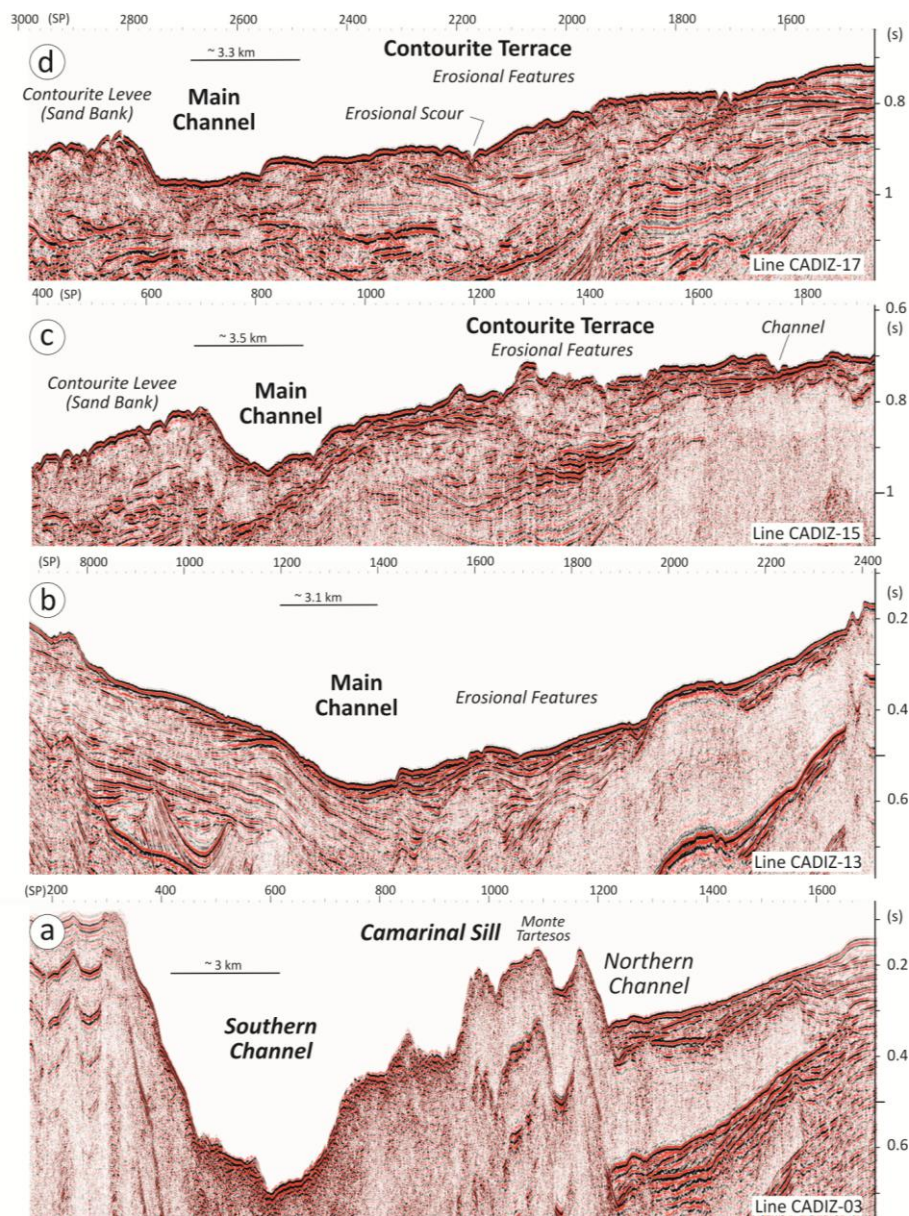 3000 (SP) 2800 2600 2400 2200 2000 1800 1600
(s)
d
~ 3.3 km
Contourite Terrace
Erosional Features
Contourite Levee
(Sand Bank)
Main
Channel
Erosional Scour
0.8
1
Line CADIZ-17
400 (SP) 600 800 1000 1200 1400 1600 1800
0.6
(s)
c
~ 3.5 km
Contourite Terrace
Erosional Features
Channel
Contourite Levee
(Sand Bank)
Main
Channel
0.8
1
Line CADIZ-15
(SP) 8000 1000 1200 1400 1600 1800 2000 2200 2400
(s)
b
~ 3.1 km
0.2
Main
Channel
Erosional Features
0.4
0.6
Line CADIZ-13
(SP) 200 400 600 800 1000 1200 1400 1600
(s)
a
Camarinal Sill
Monte
Tartesos
~ 3 km
Northern
Channel
0.2
Southern
Channel
0.4
0.6
Line CADIZ-03